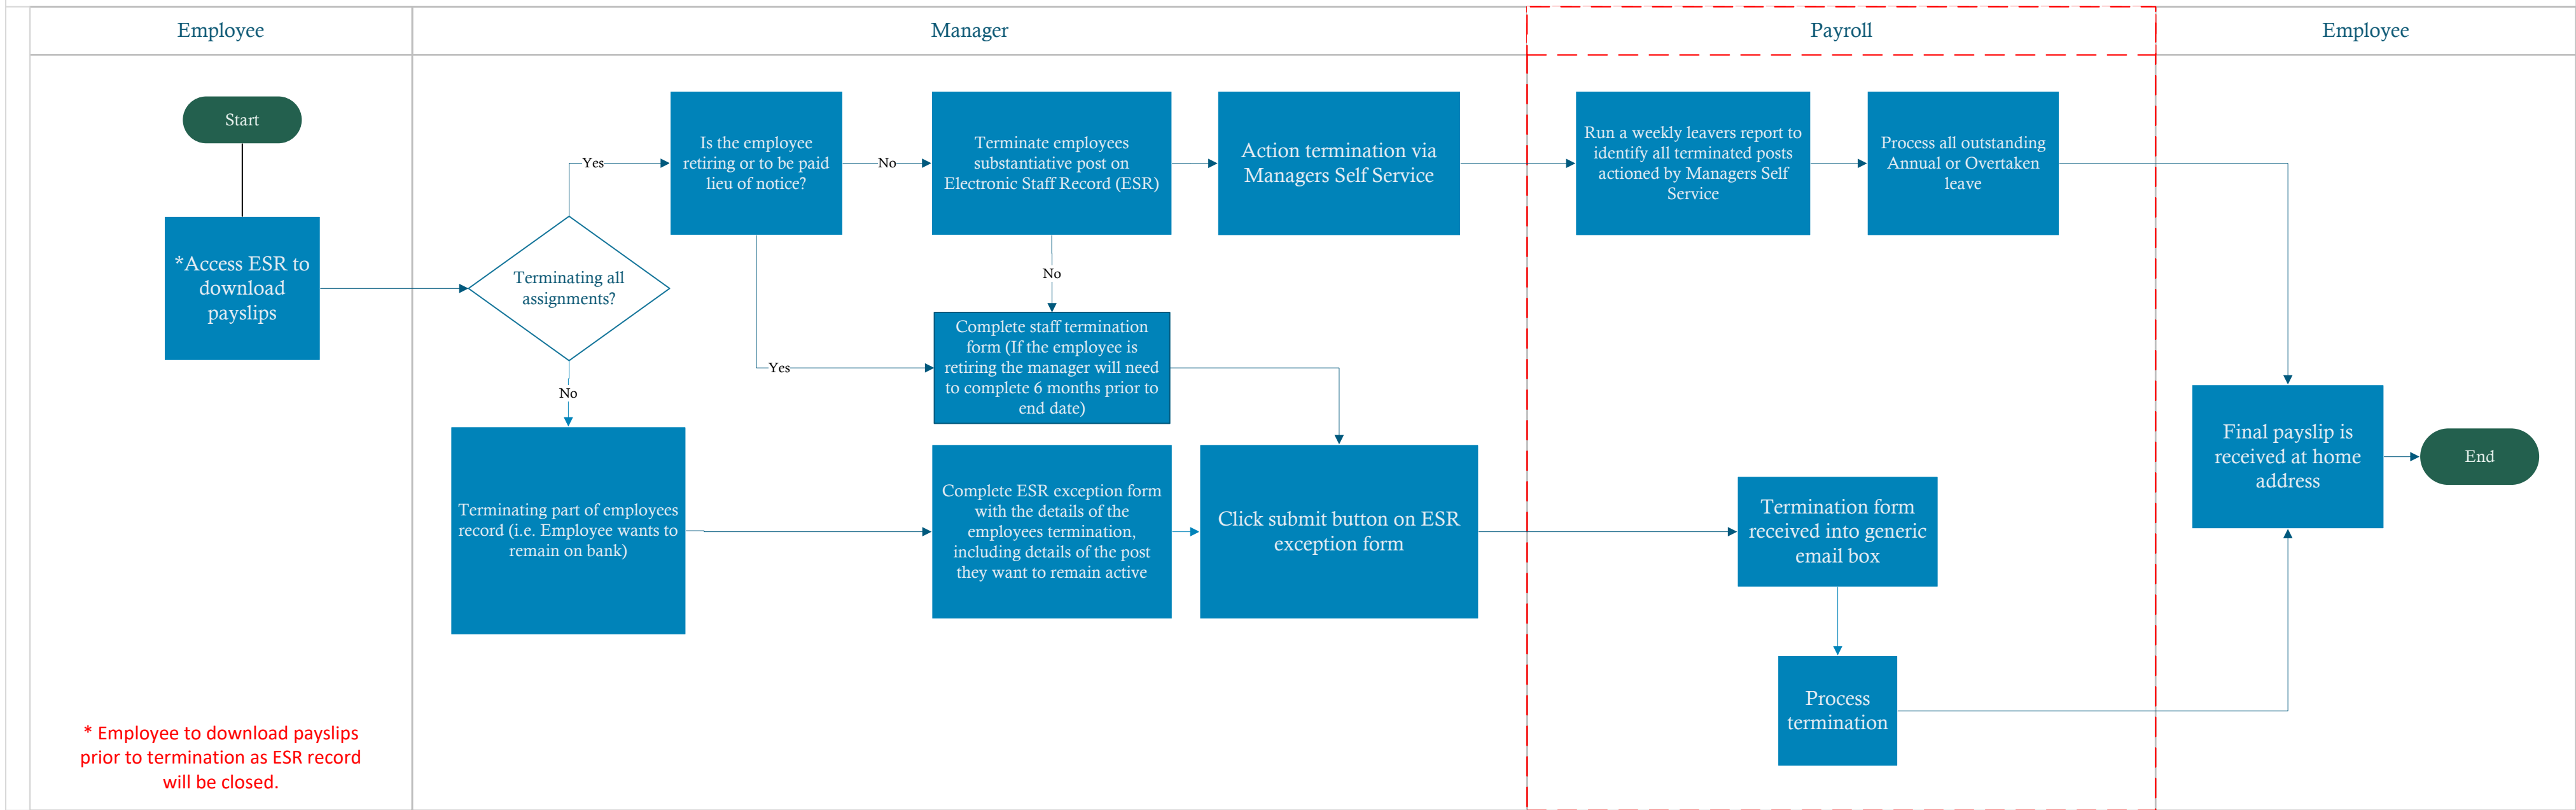 Employee
Manager
Payroll
Employee
Start
*Access ESR to
download
payslips
* Employee to download payslips
prior to termination as ESR record
will be closed.
Terminating all
assignments?
Yes
No
Is the employee
retiring or to be paid
lieu of notice?
No
Yes
Terminate employees
substantiative post on
Electronic Staff Record (ESR)
No
Action termination via
Managers Self Service
Complete staff termination
form (If the employee is
retiring the manager will need
to complete 6 months prior to
end date)
Terminating part of employees
record (i.e. Employee wants to
remain on bank)
Complete ESR exception form
with the details of the
employees termination,
including details of the post
they want to remain active
Click submit button on ESR
exception form
Run a weekly leavers report to
identify all terminated posts
actioned by Managers Self
Service
Process all outstanding
Annual or Overtaken
leave
Termination form
received into generic
email box
Process
termination
Final payslip is
received at home
address
End